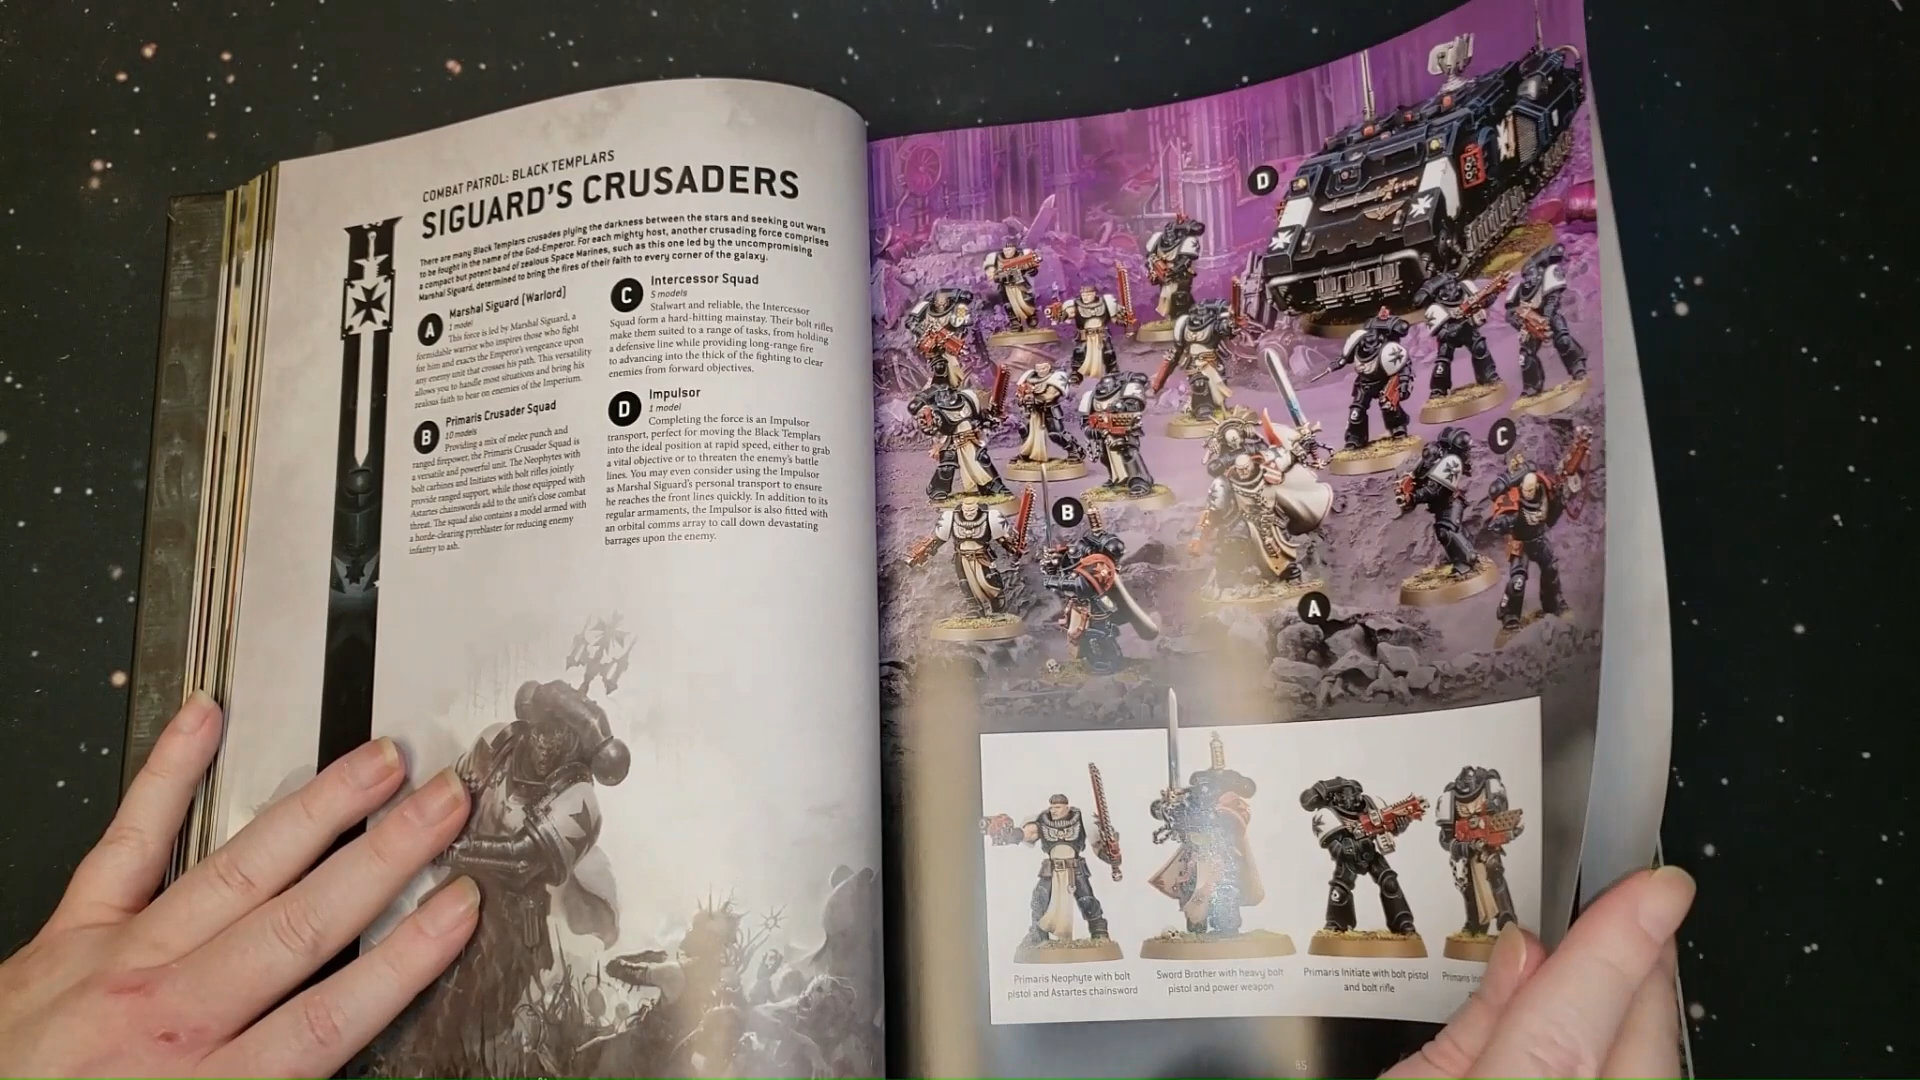 COMBAT PATROL: BLACK TEMPLARS
SIGUARD'S CRUSADERS
There are many Black Templars crusades plying the darkness between the stars and seeking out wars
to be fought in the name of the God-Emperor. For each mighty host, another crusading force comprises
a compact but potent band of zealous Space Marines, such as this one led by the uncompromising
Marshal Siguard, determined to bring the fires of their faith to every corner of the galaxy.
A
Marshal Siguard (Warlord)
1 model
This force is led by Marshal Siguard, a
formidable warrior who inspires those who fight
for him and exacts the Emperor's vengeance upon
any enemy unit that crosses his path. This versatility
allows you to handle most situations and bring his
zealous faith to bear on enemies of the Imperium.
B
Primaris Crusader Squad
10 models
Providing a mix of melee punch and
ranged firepower, the Primaris Crusader Squad is
a versatile and powerful unit. The Neophytes with
bolt carbines and Initiates with bolt rifles jointly
provide ranged support, while those equipped with
Astartes chainswords add to the unit's close combat
threat. The squad also contains a model armed with
a horde-clearing pyreblaster for reducing enemy
infantry to ash.
C
Intercessor Squad
5 models
Stalwart and reliable, the Intercessor
Squad form a hard-hitting mainstay. Their bolt rifles
make them suited to a range of tasks, from holding
a defensive line while providing long-range fire
to advancing into the thick of the fighting to clear
enemies from forward objectives.
D
Impulsor
1 model
Completing the force is an Impulsor
transport, perfect for moving the Black Templars
into the ideal position at rapid speed, either to grab
a vital objective or to threaten the enemy's battle
lines. You may even consider using the Impulsor
as Marshal Siguard's personal transport to ensure
he reaches the front lines quickly. In addition to its
regular armaments, the Impulsor is also fitted with
an orbital comms array to call down devastating
barrages upon the enemy.
D
C
B
A
Primaris Neophyte with bolt
pistol and Astartes chainsword
Sword Brother with heavy bolt
pistol and power weapon
Primaris Initiate with bolt pistol
and bolt rifle
Primaris
85